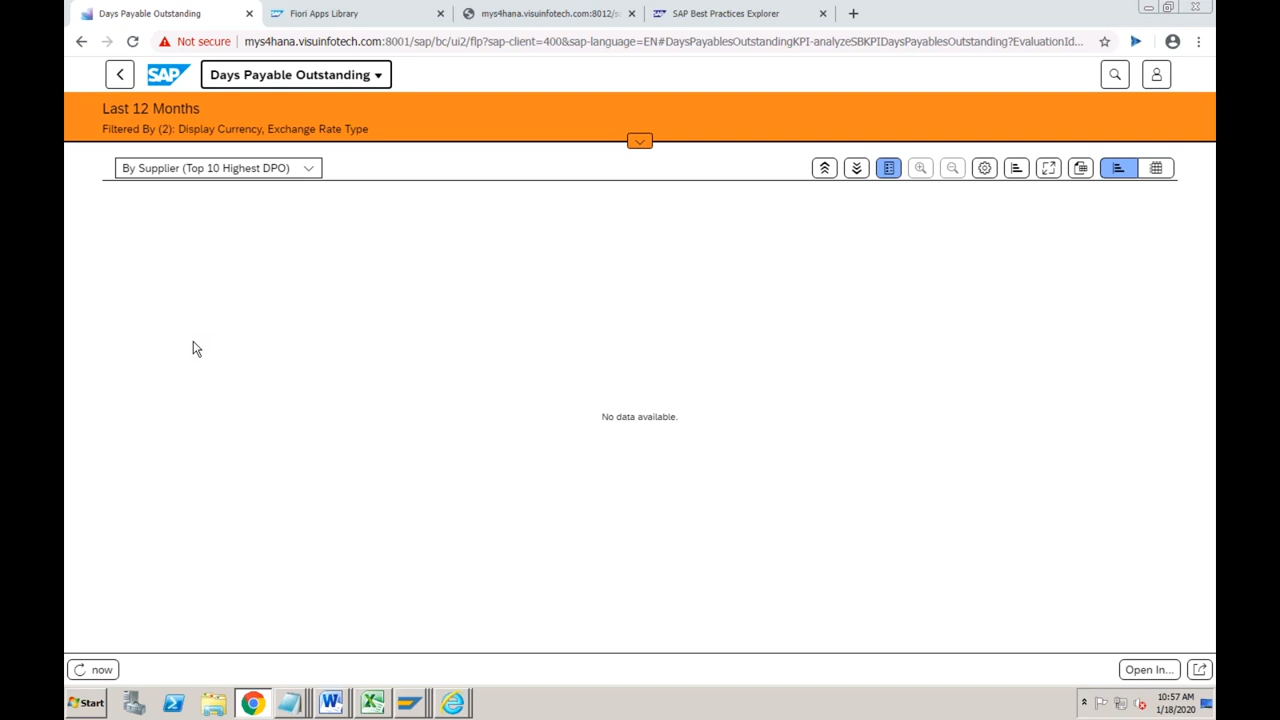 Days Payable Outstanding
Fiori Apps Library
mys4hana.visuinfotech.com:8012/s
SAP Best Practices Explorer
Not secure
mys4hana.visuinfotech.com:8001/sap/bc/ui2/flp?sap-client=400&sap-language=EN#DaysPayablesOutstandingKPI-analyzeSBKPIDaysPayablesOutstanding?EvaluationId...
SAP
Days Payable Outstanding
Last 12 Months
Filtered By (2): Display Currency, Exchange Rate Type
By Supplier (Top 10 Highest DPO)
No data available.
now
Open In...
Start
10:57 AM
1/18/2020